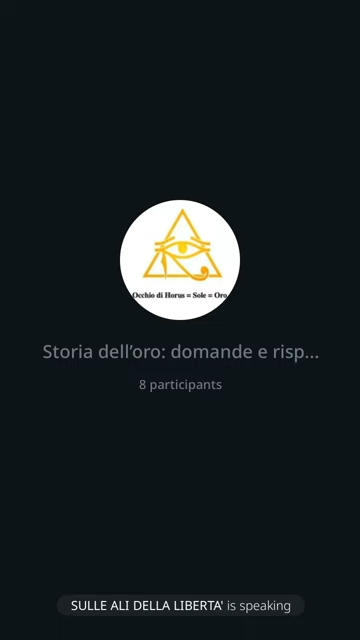 Occhio di Horus = Sole = Oro
Storia dell’oro: domande e risp...
8 participants
SULLE ALI DELLA LIBERTA' is speaking